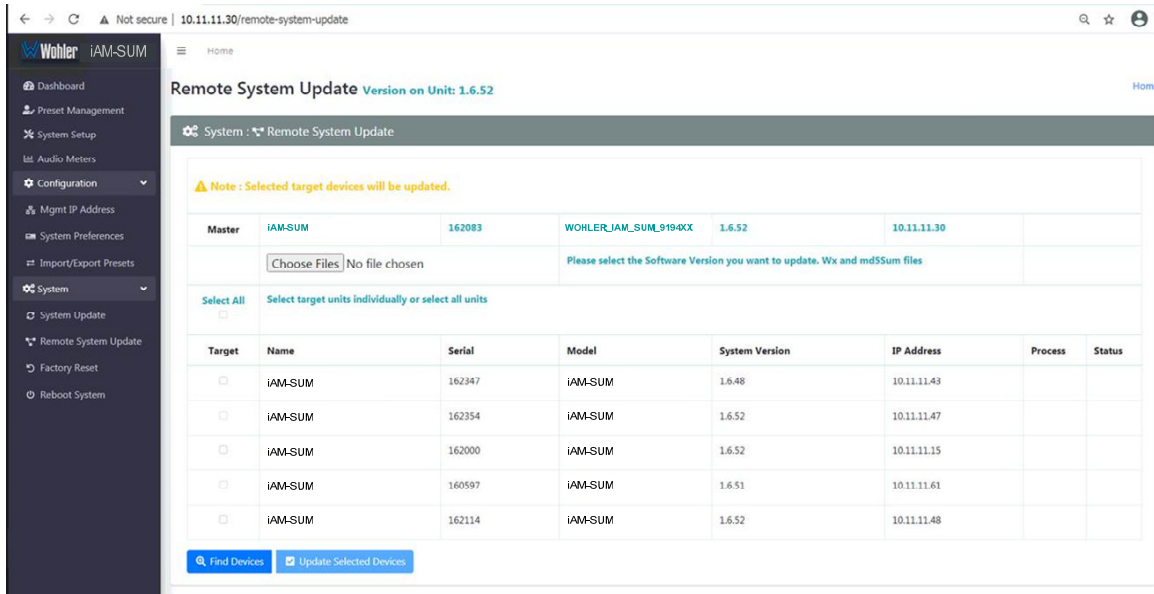 Not secure | 10.11.11.30/remote-system-update
Wohler iAM-SUM
Home
Dashboard
Preset Management
System Setup
Audio Meters
Configuration
Mgmt IP Address
System Preferences
Import/Export Presets
System
System Update
Remote System Update
Factory Reset
Reboot System
Remote System Update Version on Unit: 1.6.52
Hom
System : Remote System Update
Note : Selected target devices will be updated.
Master iAM-SUM 162083 WOHLER_IAM_SUM_9194XX 1.6.52 10.11.11.30
Choose Files No file chosen Please select the Software Version you want to update. Wx and md5Sum files
Select All Select target units individually or select all units
Target Name Serial Model System Version IP Address Process Status
iAM-SUM 162347 iAM-SUM 1.6.48 10.11.11.43
iAM-SUM 162354 iAM-SUM 1.6.52 10.11.11.47
iAM-SUM 162000 iAM-SUM 1.6.52 10.11.11.15
iAM-SUM 160597 iAM-SUM 1.6.51 10.11.11.61
iAM-SUM 162114 iAM-SUM 1.6.52 10.11.11.48
Find Devices Update Selected Devices